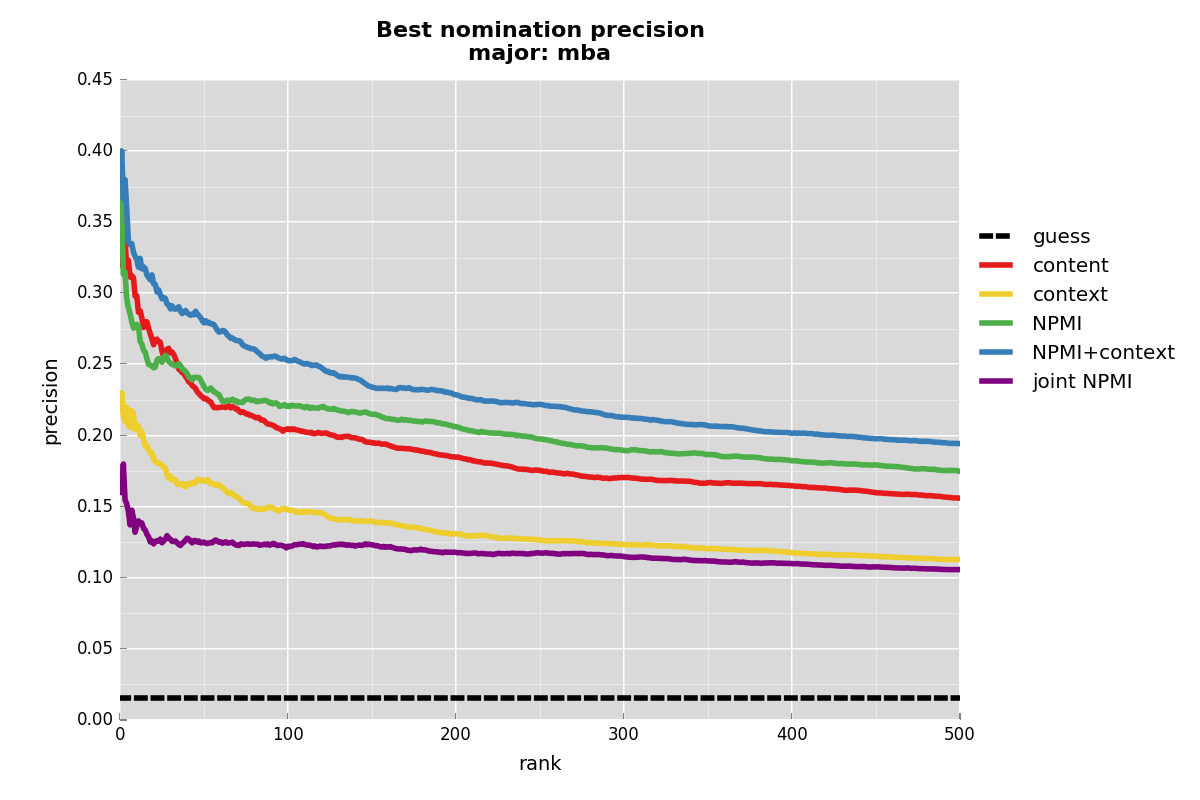 Best nomination precision
major: mba
0.45
0.40
0.35
0.30
0.25
0.20
0.15
0.10
0.05
0.00
precision
0
100
200
300
400
500
rank
guess
content
context
NPMI
NPMI+context
joint NPMI